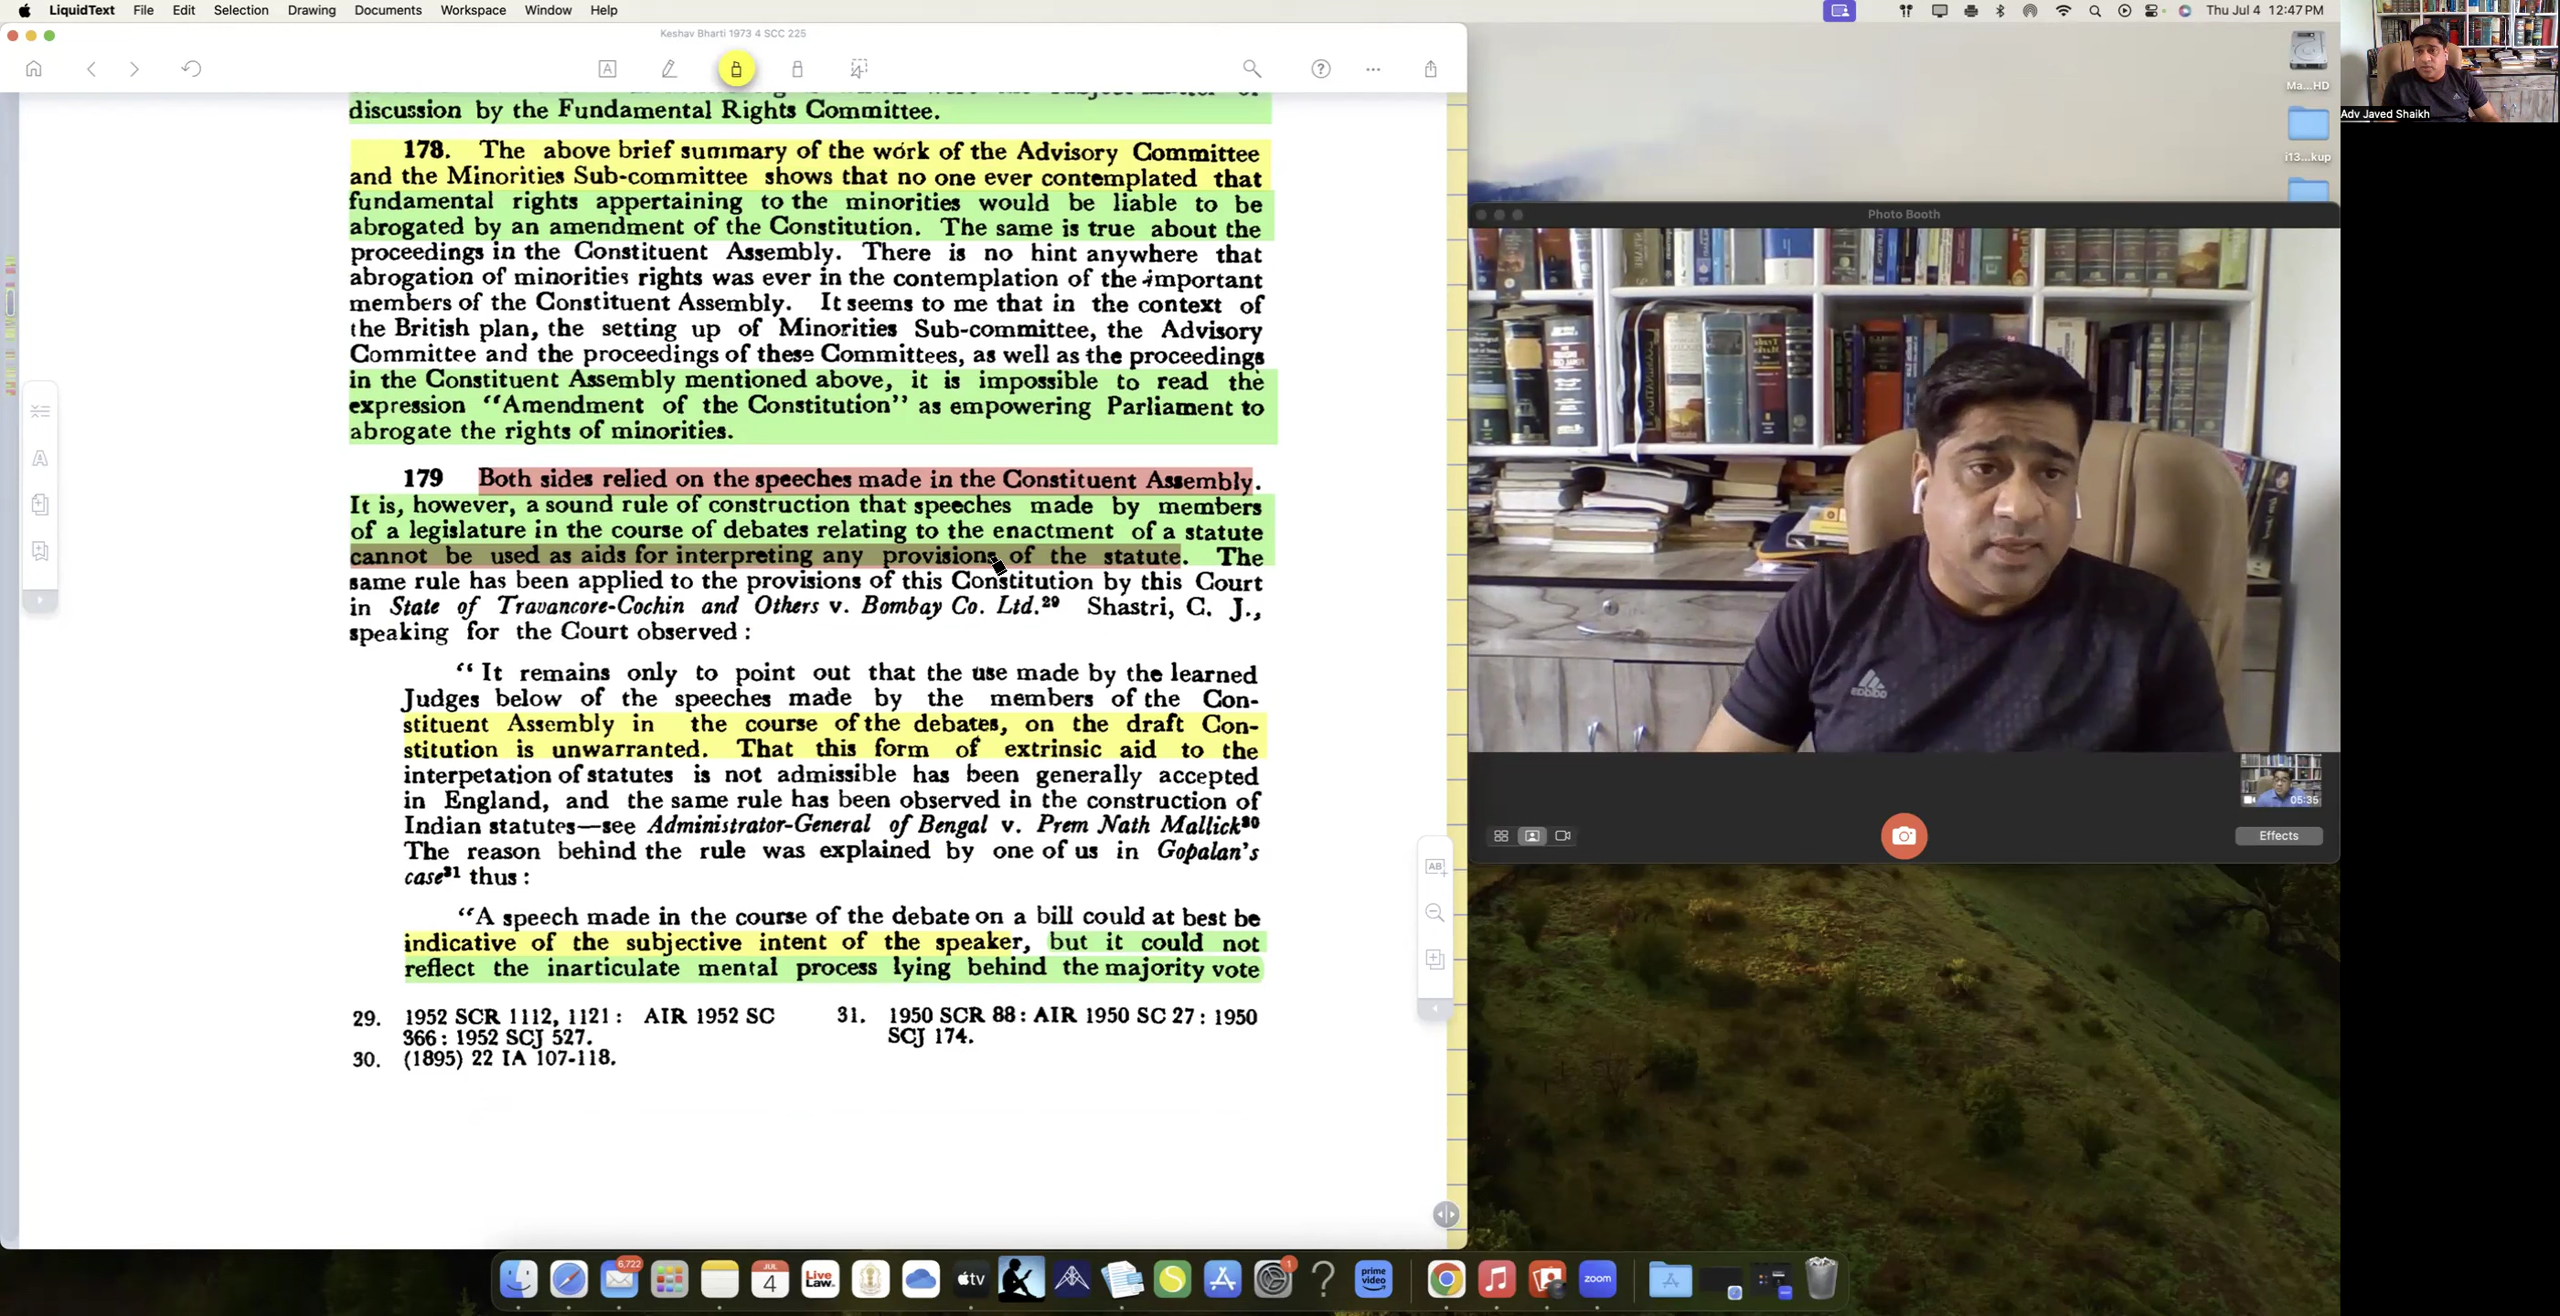 LiquidText File Edit Selection Drawing Documents Workspace Window Help
Thu Jul 4 12:47 PM
Keshav Bharti 1973 4 SCC 225
discussion by the Fundamental Rights Committee.
178. The above brief summary of the work of the Advisory Committee
and the Minorities Sub-committee shows that no one ever contemplated that
fundamental rights appertaining to the minorities would be liable to be
abrogated by an amendment of the Constitution. The same is true about the
proceedings in the Constituent Assembly. There is no hint anywhere that
abrogation of minorities rights was ever in the contemplation of the important
members of the Constituent Assembly. It seems to me that in the context of
the British plan, the setting up of Minorities Sub-committee, the Advisory
Committee and the proceedings of these Committees, as well as the proceedings
in the Constituent Assembly mentioned above, it is impossible to read the
expression “Amendment of the Constitution” as empowering Parliament to
abrogate the rights of minorities.
179 Both sides relied on the speeches made in the Constituent Assembly.
It is, however, a sound rule of construction that speeches made by members
of a legislature in the course of debates relating to the enactment of a statute
cannot be used as aids for interpreting any provisions of the statute. The
same rule has been applied to the provisions of this Constitution by this Court
in State of Travancore-Cochin and Others v. Bombay Co. Ltd.29 Shastri, C. J.,
speaking for the Court observed :
“ It remains only to point out that the use made by the learned
Judges below of the speeches made by the members of the Con-
stituent Assembly in the course of the debates, on the draft Con-
stitution is unwarranted. That this form of extrinsic aid to the
interpetation of statutes is not admissible has been generally accepted
in England, and the same rule has been observed in the construction of
Indian statutes—see Administrator-General of Bengal v. Prem Nath Mallick30
The reason behind the rule was explained by one of us in Gopalan's
case31 thus :
“A speech made in the course of the debate on a bill could at best be
indicative of the subjective intent of the speaker, but it could not
reflect the inarticulate mental process lying behind the majority vote
29. 1952 SCR 1112, 1121 : AIR 1952 SC
366 : 1952 SCJ 527.
30. (1895) 22 IA 107-118.
31. 1950 SCR 88 : AIR 1950 SC 27 : 1950
SCJ 174.
Ma...HD
i13...kup
Adv Javed Shaikh
Photo Booth
adidas
05:35
Effects
6,722
JUL
4
Live
Law.
tv
1
prime
video
zoom